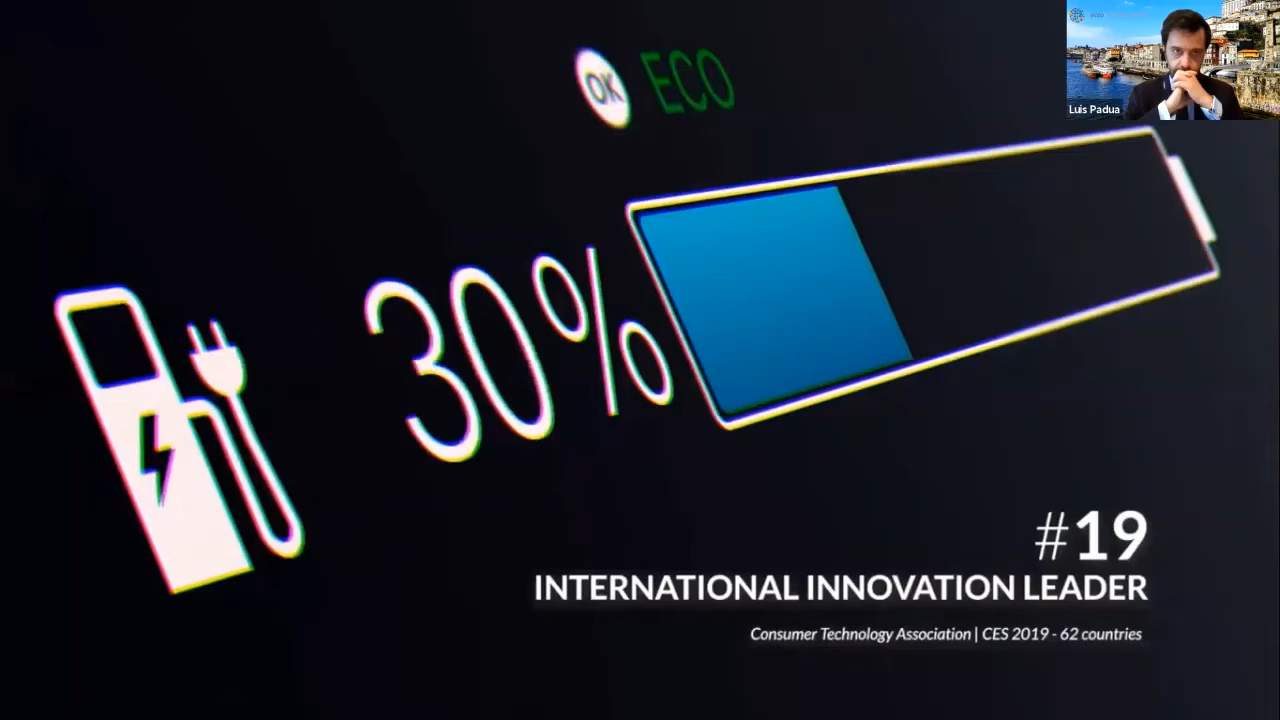 Luis Padua
OK ECO
30%
#19
INTERNATIONAL INNOVATION LEADER
Consumer Technology Association | CES 2019 - 62 countries